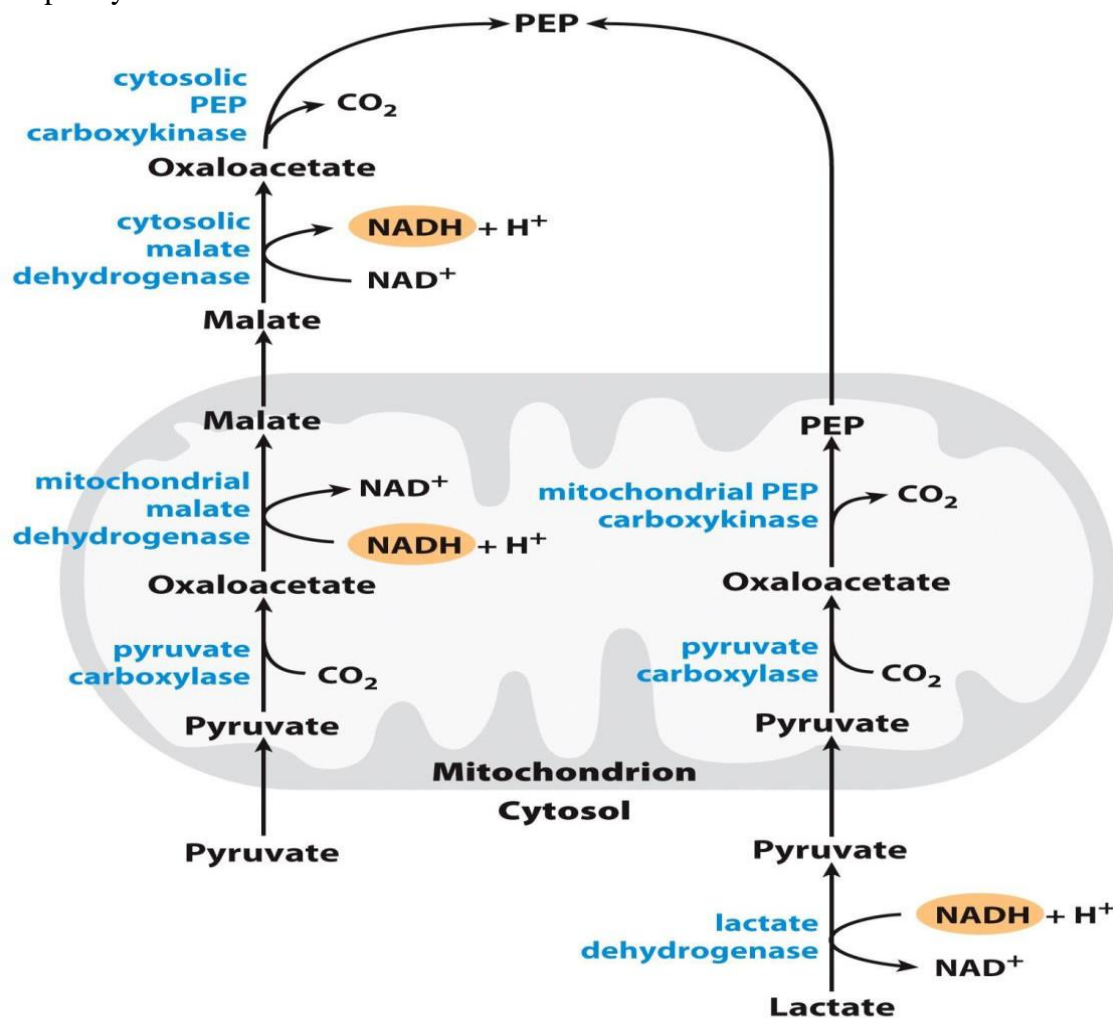 PEP
cytosolic
PEP
carboxykinase
CO₂
Oxaloacetate
cytosolic
malate
dehydrogenase
NADH + H⁺
NAD⁺
Malate
Malate
mitochondrial
malate
dehydrogenase
NAD⁺
NADH + H⁺
Oxaloacetate
pyruvate
carboxylase
CO₂
Pyruvate
Pyruvate
PEP
mitochondrial PEP
carboxykinase
CO₂
Oxaloacetate
pyruvate
carboxylase
CO₂
Pyruvate
Mitochondrion
Cytosol
Pyruvate
lactate
dehydrogenase
NADH + H⁺
NAD⁺
Lactate